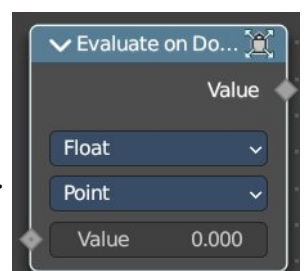 Evaluate on Do...
Value
Float
Point
Value 0.000